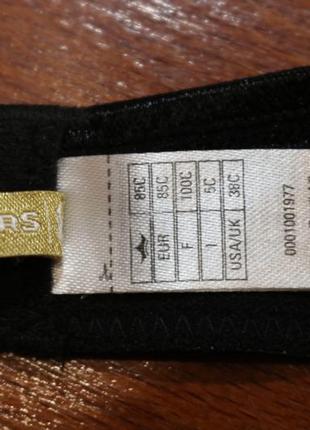 RS
85C
EUR 85C
F 100C
I 5C
USA/UK 38C
0001001977